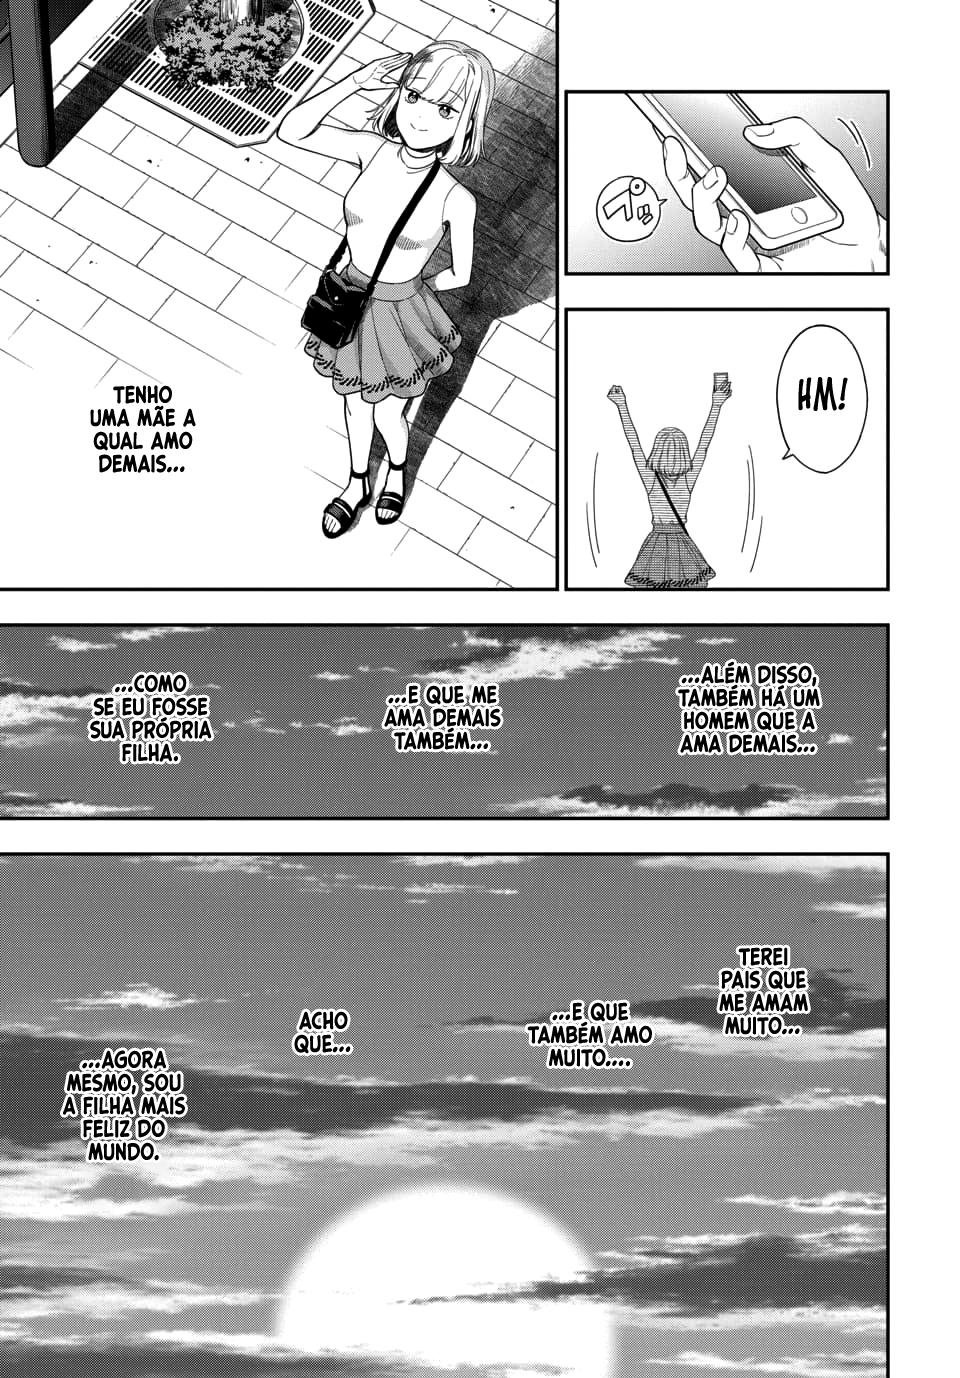 プッ
HM!
TENHO
UMA MÃE A
QUAL AMO
DEMAIS...
...ALÉM DISSO,
TAMBÉM HÁ UM
HOMEM QUE A
AMA DEMAIS...
...E QUE ME
AMA DEMAIS
TAMBÉM...
...COMO
SE EU FOSSE
SUA PRÓPRIA
FILHA.
TEREI
PAIS QUE
ME AMAM
MUITO...
...E QUE
TAMBÉM AMO
MUITO....
ACHO
QUE...
...AGORA
MESMO, SOU
A FILHA MAIS
FELIZ DO
MUNDO.